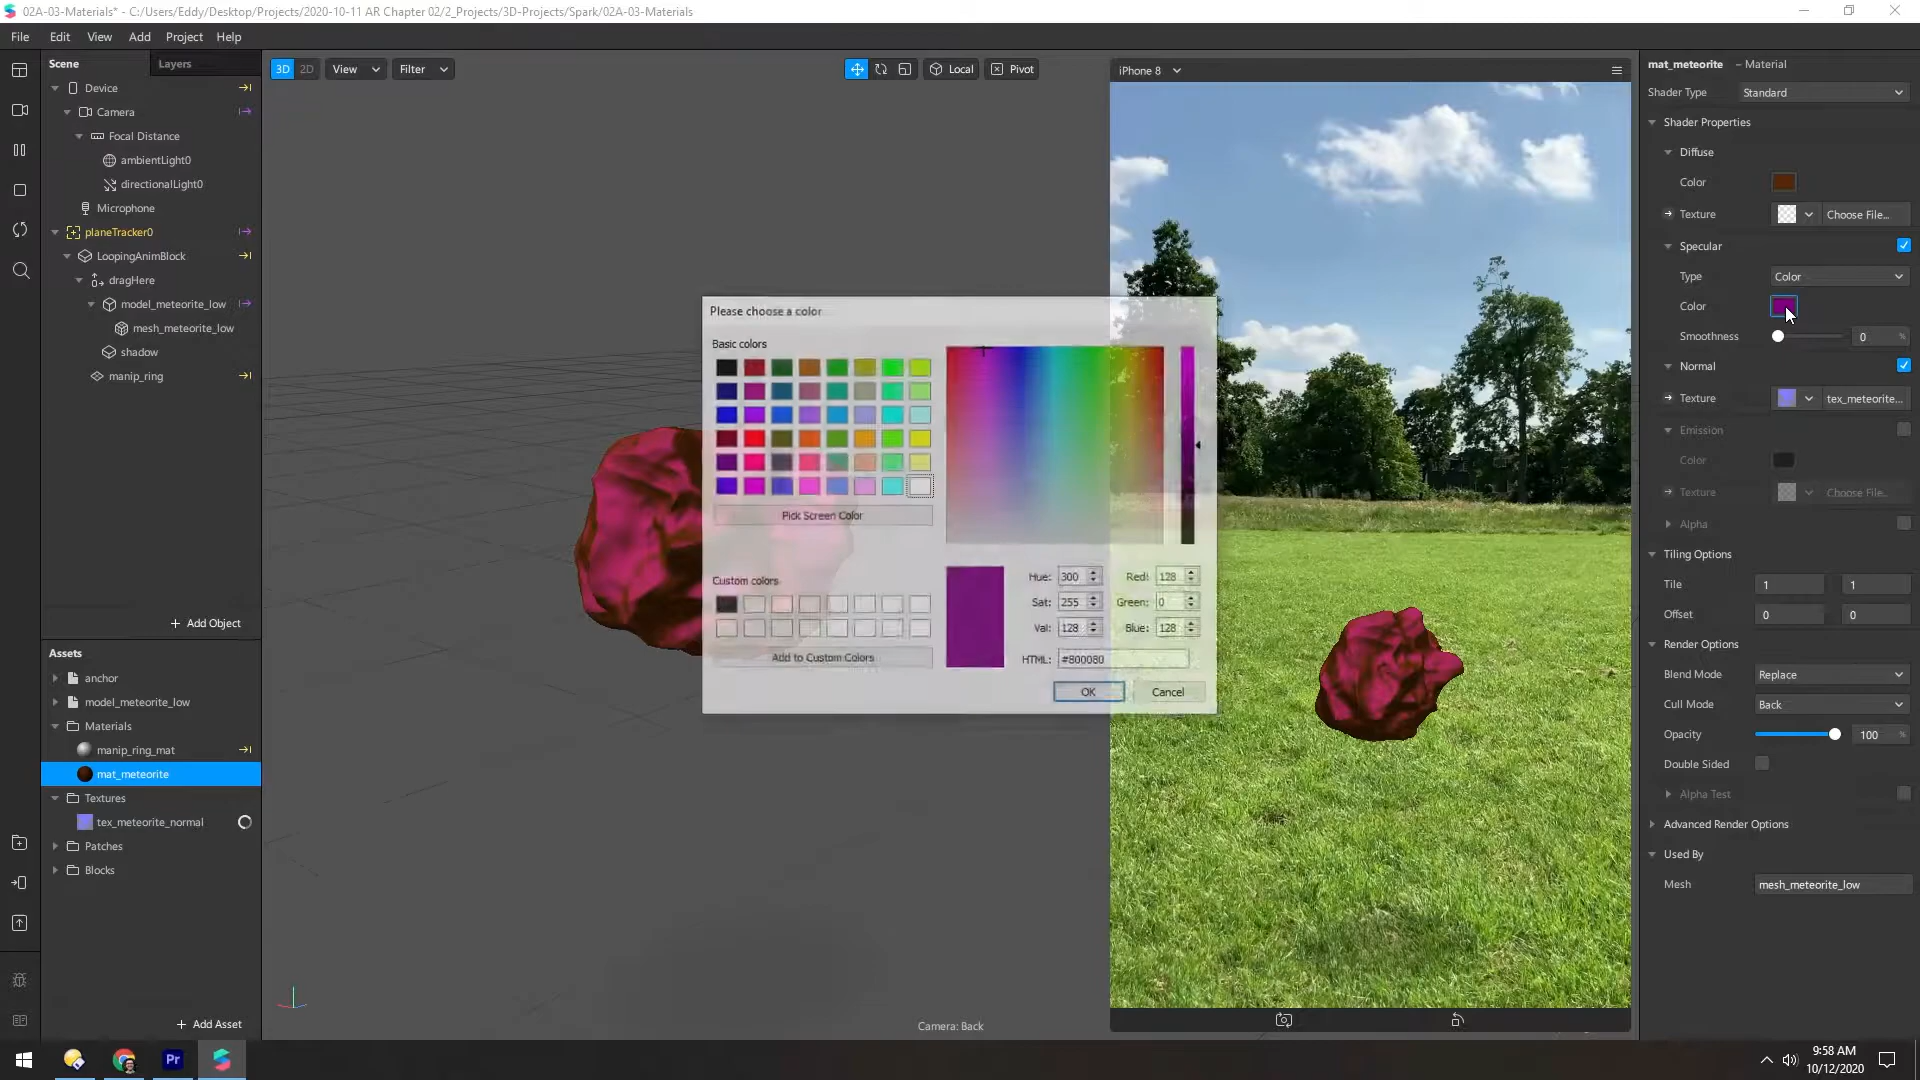 02A-03-Materials* - C:/Users/Eddy/Desktop/Projects/2020-10-11 AR Chapter 02/2_Projects/3D-Projects/Spark/02A-03-Materials
File Edit View Add Project Help
Scene Layers
Device
Camera
Focal Distance
ambientLight0
directionalLight0
Microphone
planeTracker0
LoopingAnimBlock
dragHere
model_meteorite_low
mesh_meteorite_low
shadow
manip_ring
+ Add Object
Assets
anchor
model_meteorite_low
Materials
manip_ring_mat
mat_meteorite
Textures
tex_meteorite_normal
Patches
Blocks
+ Add Asset
3D 2D View Filter Local Pivot
Camera: Back
Please choose a color
Basic colors
Pick Screen Color
Custom colors
Add to Custom Colors
Hue: 300 Red: 128
Sat: 255 Green: 0
Val: 128 Blue: 128
HTML: #800080
OK Cancel
iPhone 8
mat_meteorite – Material
Shader Type Standard
Shader Properties
Diffuse
Color
Texture Choose File...
Specular
Type Color
Color
Smoothness 0 %
Normal
Texture tex_meteorite...
Emission
Color
Texture Choose File...
Alpha
Tiling Options
Tile 1 1
Offset 0 0
Render Options
Blend Mode Replace
Cull Mode Back
Opacity 100 %
Double Sided
Alpha Test
Advanced Render Options
Used By
Mesh mesh_meteorite_low
Pr
9:58 AM
10/12/2020